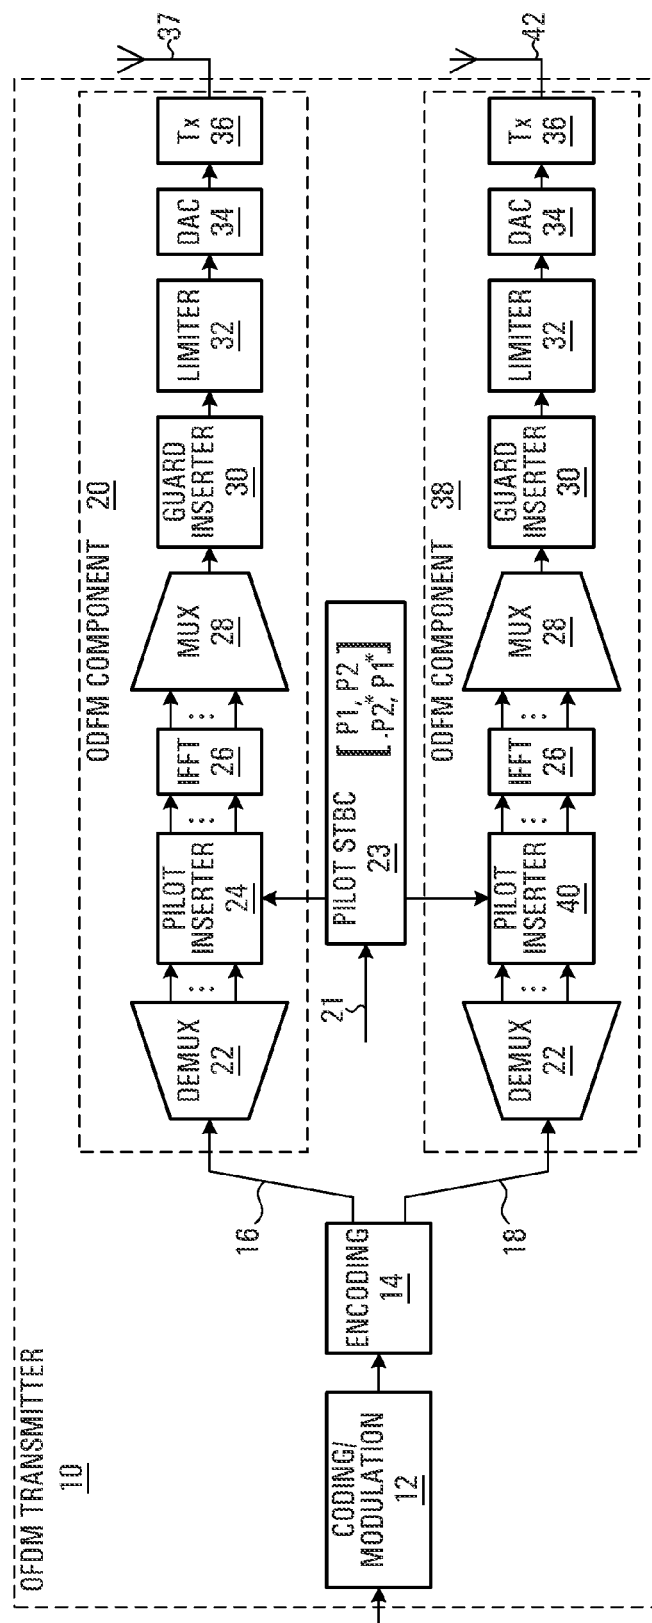 OFDM TRANSMITTER
10
CODING/
MODULATION
12
ENCODING
14
16
18
ODFM COMPONENT 20
DEMUX
22
PILOT
INSERTER
24
IFFT
26
MUX
28
GUARD
INSERTER
30
LIMITER
32
DAC
34
Tx
36
37
21
PILOT STBC
23
[ P1, P2
-P2,* P1* ]
ODFM COMPONENT 38
DEMUX
22
PILOT
INSERTER
40
IFFT
26
MUX
28
GUARD
INSERTER
30
LIMITER
32
DAC
34
Tx
36
42